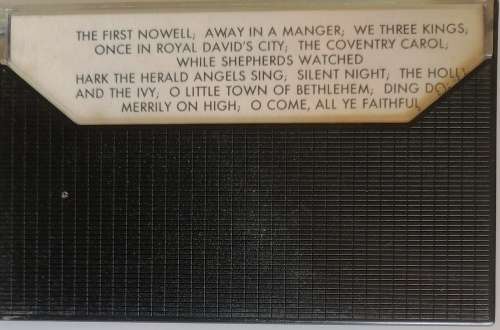 THE FIRST NOWELL; AWAY IN A MANGER; WE THREE KINGS;
ONCE IN ROYAL DAVID'S CITY; THE COVENTRY CAROL;
WHILE SHEPHERDS WATCHED
HARK THE HERALD ANGELS SING, SILENT NIGHT; THE HOLLY
AND THE IVY, O LITTLE TOWN OF BETHLEHEM; DING DONG
MERRILY ON HIGH; O COME, ALL YE FAITHFUL